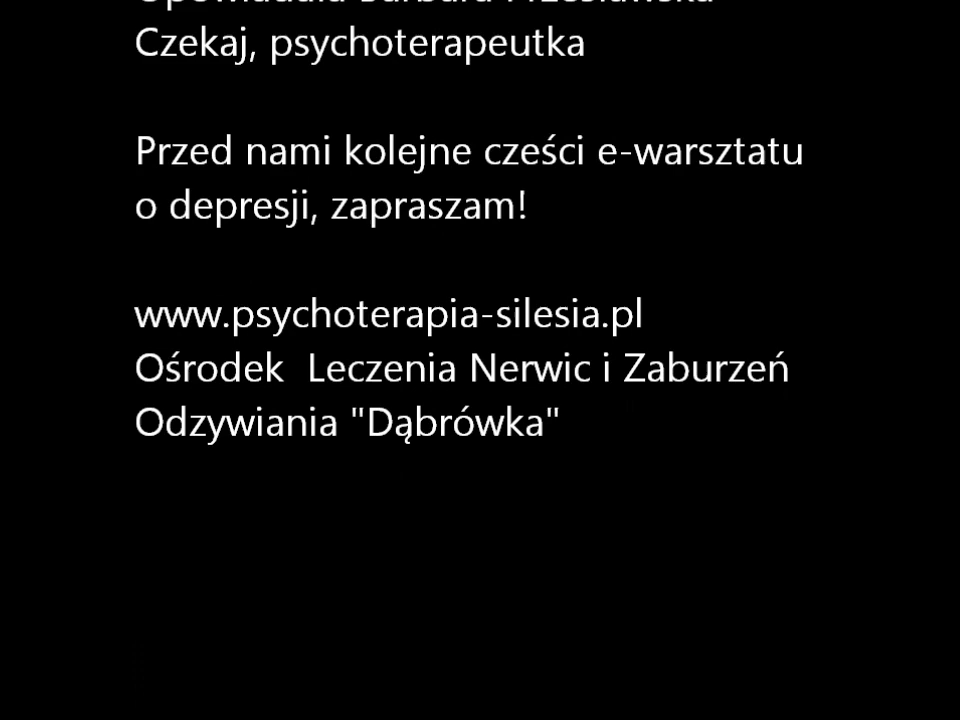 Czekaj, psychoterapeutka
Przed nami kolejne cześci e-warsztatu
o depresji, zapraszam!
www.psychoterapia-silesia.pl
Ośrodek  Leczenia Nerwic i Zaburzeń
Odzywiania "Dąbrówka"